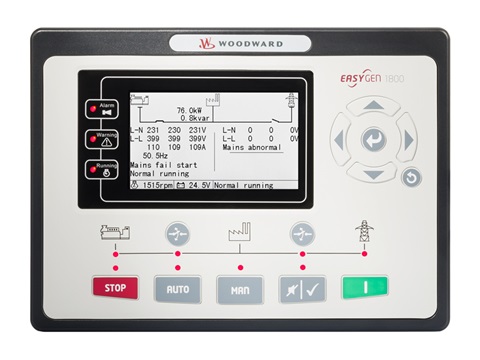 WOODWARD
EASYGEN 1800
Alarm
Warning
Running
76.0kW
0.8kvar
L-N 231 230 231V L-N 0 0 0V
L-L 399 399 399V L-L 0 0 0V
110 109 109A Mains abnormal
50.5Hz
Mains fail start
Normal running
1515rpm 24.5V Normal running
STOP
AUTO
MAN
I